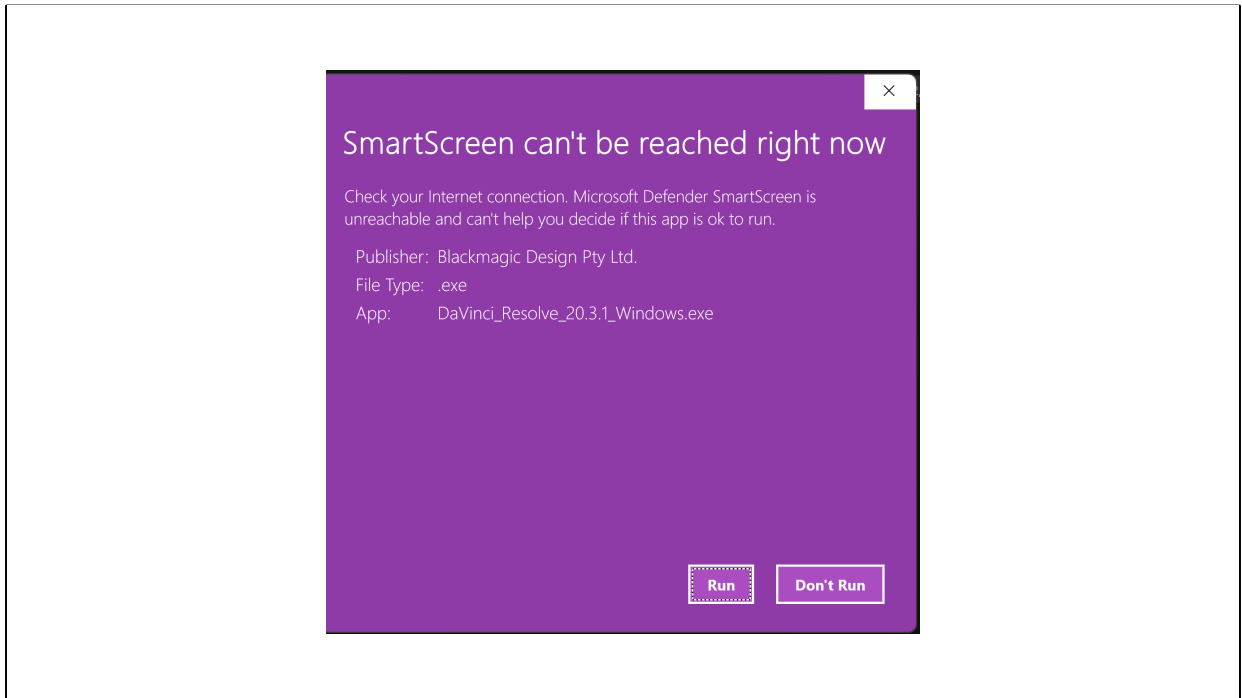 SmartScreen can't be reached right now
Check your Internet connection. Microsoft Defender SmartScreen is
unreachable and can't help you decide if this app is ok to run.
Publisher: Blackmagic Design Pty Ltd.
File Type: .exe
App: DaVinci_Resolve_20.3.1_Windows.exe
Run Don't Run